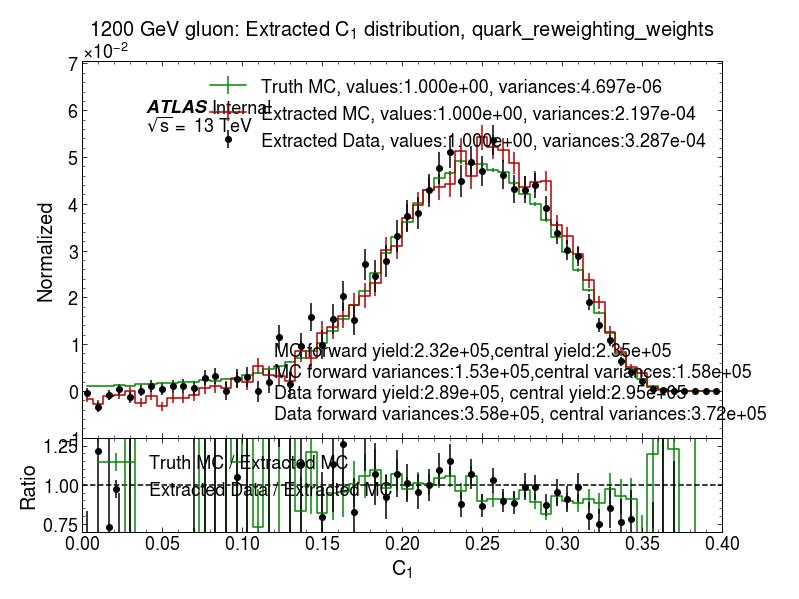 1200 GeV gluon: Extracted C1 distribution, quark_reweighting_weights
×10−2
Truth MC, values:1.000e+00, variances:4.697e-06
ATLAS Internal
Extracted MC, values:1.000e+00, variances:2.197e-04
√s = 13 TeV
Extracted Data, values:1.000e+00, variances:3.287e-04
7
6
5
4
3
2
1
0
−1
Normalized
MC forward yield:2.32e+05,central yield:2.35e+05
MC forward variances:1.53e+05,central variances:1.58e+05
Data forward yield:2.89e+05, central yield:2.95e+05
Data forward variances:3.58e+05, central variances:3.72e+05
1.25
1.00
0.75
Ratio
Truth MC / Extracted MC
Extracted Data / Extracted MC
0.00 0.05 0.10 0.15 0.20 0.25 0.30 0.35 0.40
C1